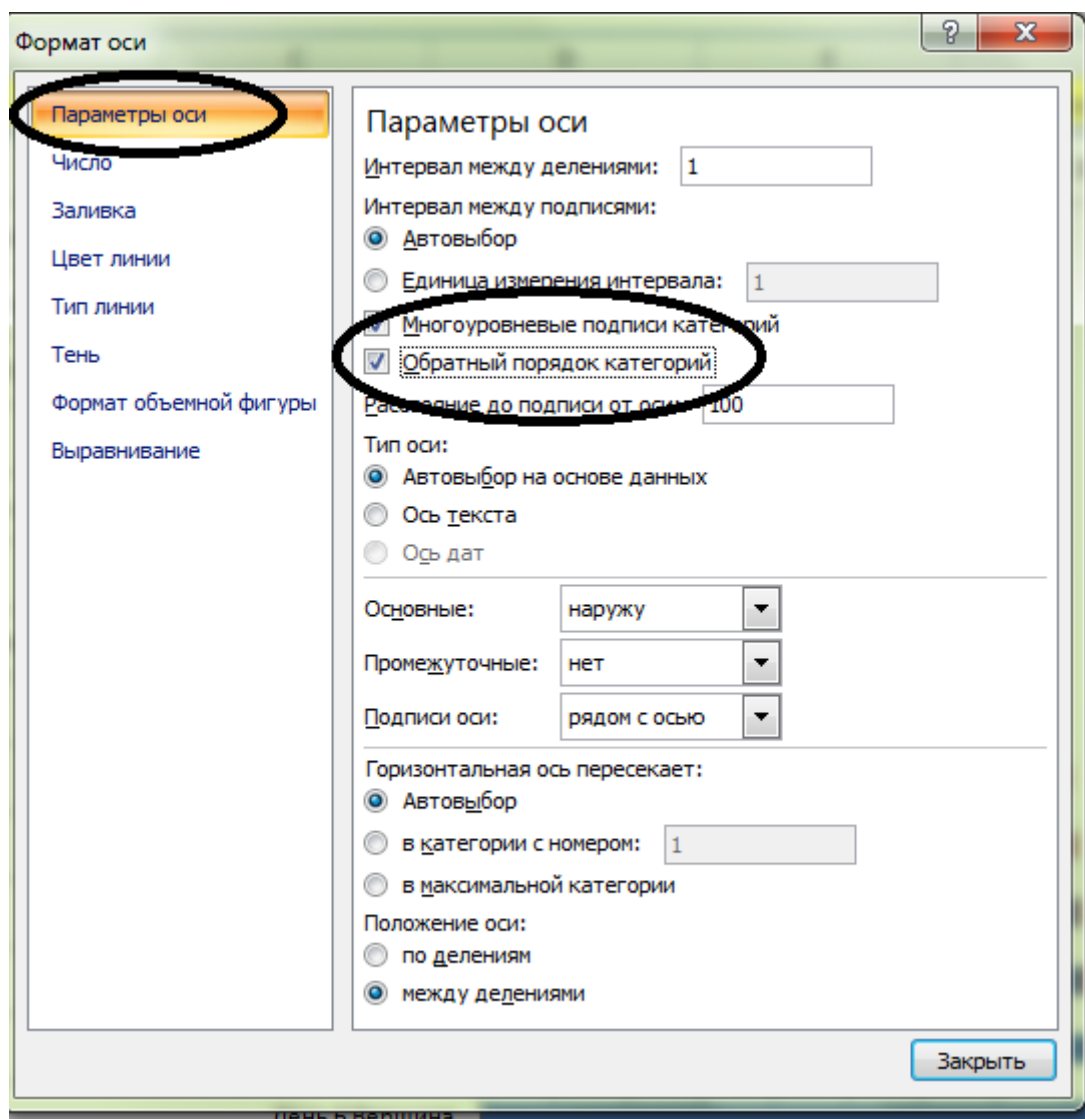 Формат оси
Параметры оси
Число
Заливка
Цвет линии
Тип линии
Тень
Формат объемной фигуры
Выравнивание
Параметры оси
Интервал между делениями: 1
Интервал между подписями:
Автовыбор
Единица измерения интервала: 1
Многоуровневые подписи категорий
Обратный порядок категорий
Расстояние до подписи от оси: 100
Тип оси:
Автовыбор на основе данных
Ось текста
Ось дат
Основные: наружу
Промежуточные: нет
Подписи оси: рядом с осью
Горизонтальная ось пересекает:
Автовыбор
в категории с номером: 1
в максимальной категории
Положение оси:
по делениям
между делениями
Закрыть
День 6 вершина